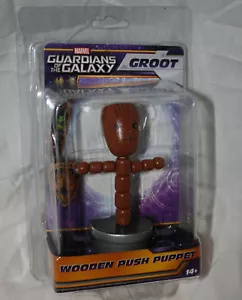 MARVEL
GUARDIANS
OF THE GALAXY
GROOT
WOODEN PUSH PUPPET
14+